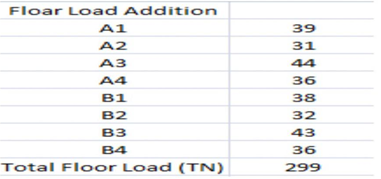 Floar Load Addition
A1 39
A2 31
A3 44
A4 36
B1 38
B2 32
B3 43
B4 36
Total Floor Load (TN) 299